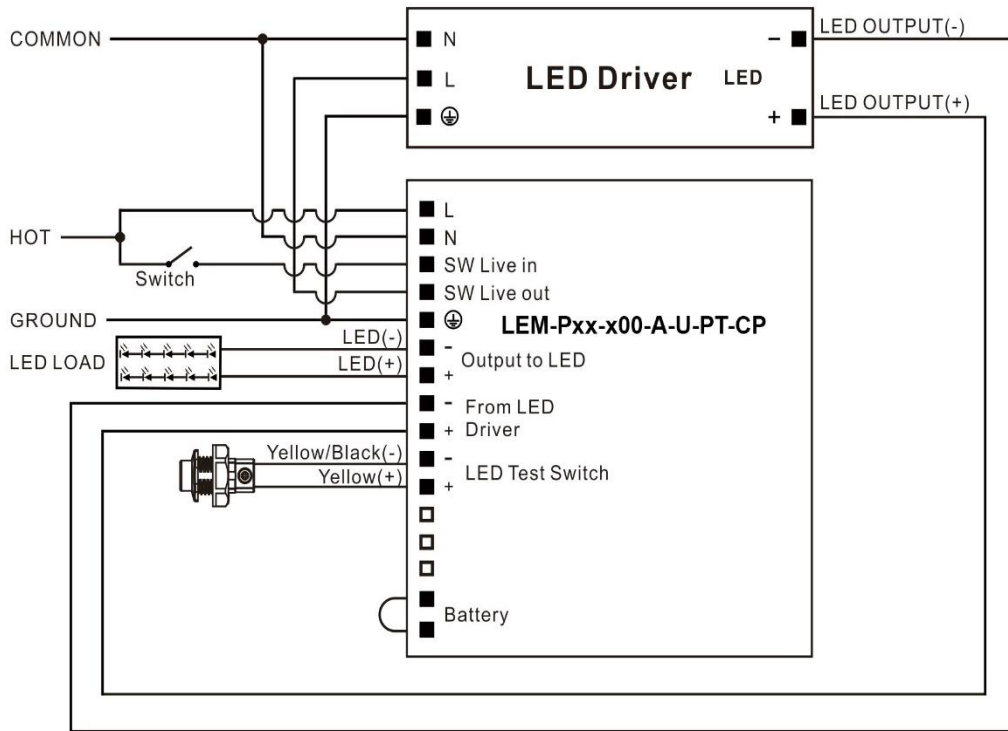 COMMON
N
L
LED Driver
LED
−
+
LED OUTPUT(-)
LED OUTPUT(+)
HOT
Switch
GROUND
LED LOAD
LED(-)
LED(+)
Yellow/Black(-)
Yellow(+)
L
N
SW Live in
SW Live out
LEM-Pxx-x00-A-U-PT-CP
-
+
Output to LED
- From LED
+ Driver
-
+
LED Test Switch
Battery